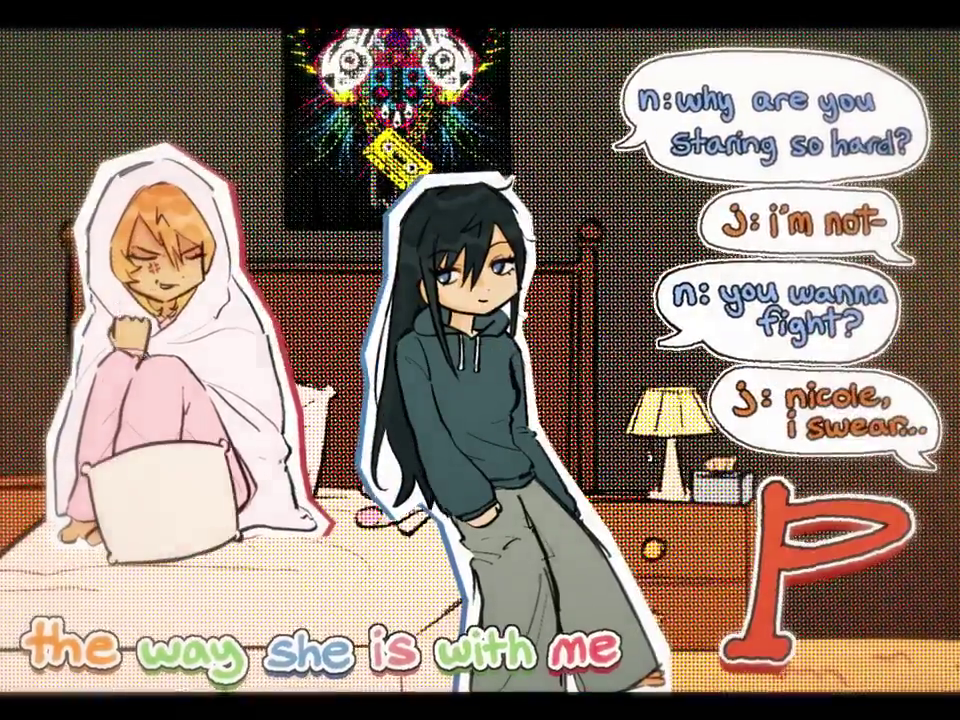 n: why are you
staring so hard?
j: i'm not-
n: you wanna
fight?
j: nicole,
i swear...
P
the way she is with me